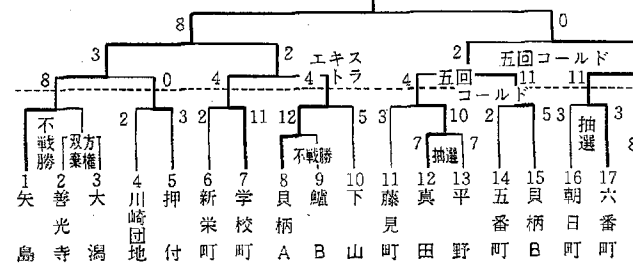 8
0
3
2
エキストラ
2
五回コールド
8
0
4
4
4
五回コールド
11
11
不戦勝
双方棄権
2
3
2
11
12
不戦勝
5
3
10
7
抽選
7
2
5
3
抽選
3
8
1 矢島
2 善光寺
3 大潟
4 川崎団地
5 押付
6 新栄町
7 学校町
8 貝柄A
9 鱸B
10 下山
11 藤見町
12 真田
13 平野
14 五番町
15 貝柄B
16 朝日町
17 六番町